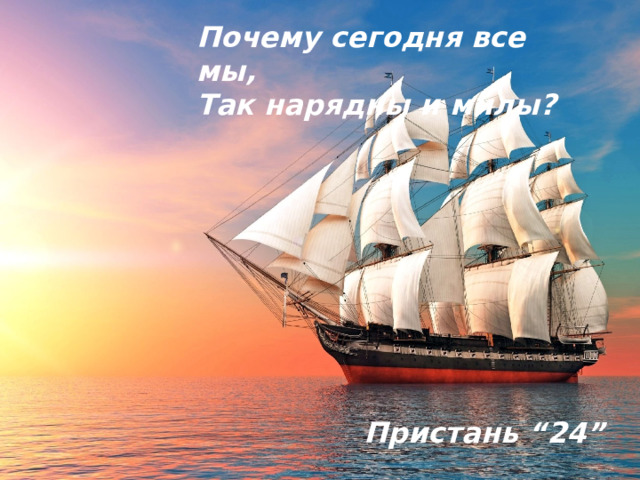 Почему сегодня все
мы,
Так нарядны и милы?
Пристань “24”